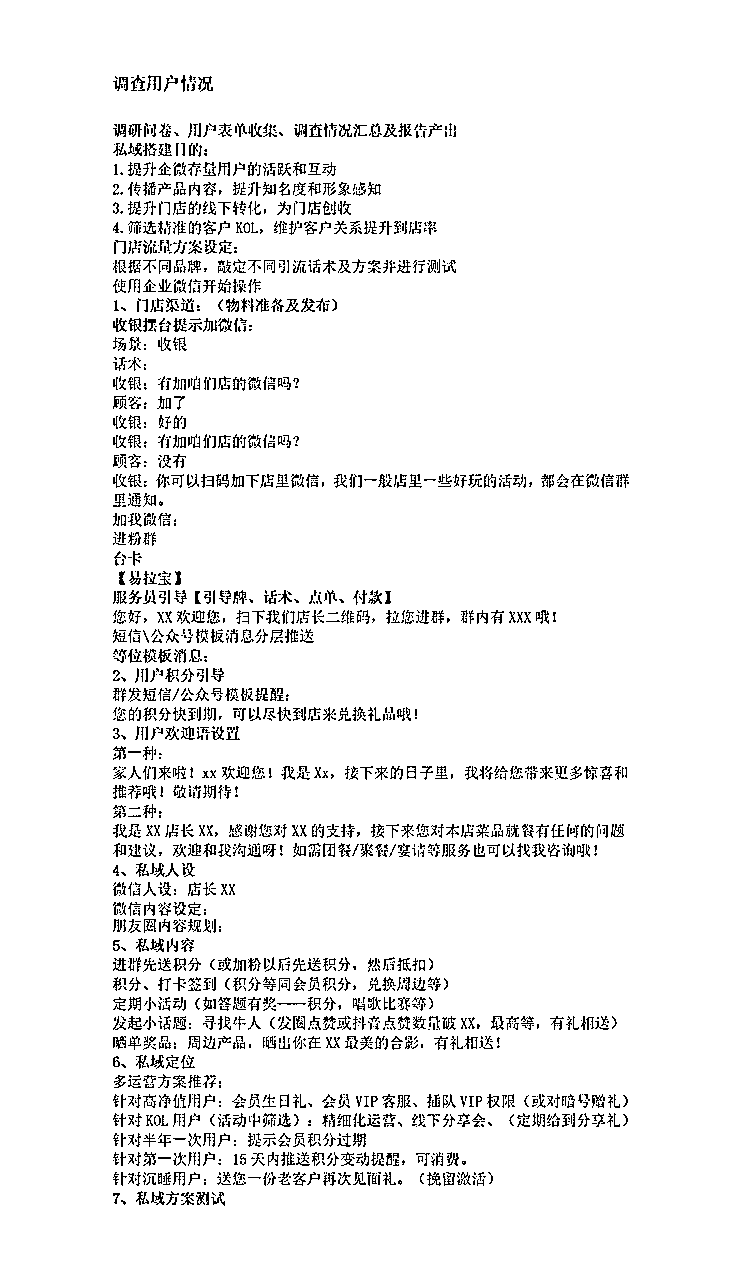 调查用户情况
调研问卷、用户表单收集、调查情况汇总及报告产出
私域搭建目的：
1.提升企微存量用户的活跃和互动
2.传播产品内容，提升知名度和形象感知
3.提升门店的线下转化，为门店创收
4.筛选精准的客户KOL，维护客户关系提升到店率
门店流量方案设定：
根据不同品牌，敲定不同引流话术及方案并进行测试
使用企业微信开始操作
1、门店渠道：（物料准备及发布）
收银摆台提示加微信：
场景：收银
话术：
收银：有加咱们店的微信吗？
顾客：加了
收银：好的
收银：有加咱们店的微信吗？
顾客：没有
收银：你可以扫码加下店里微信，我们一般店里一些好玩的活动，都会在微信群
里通知。
加我微信：
进粉群
台卡
【易拉宝】
服务员引导【引导牌、话术、点单、付款】
您好，XX欢迎您，扫下我们店长二维码，拉您进群，群内有XXX哦！
短信\公众号模板消息分层推送
等位模板消息：
2、用户积分引导
群发短信/公众号模板提醒：
您的积分快到期，可以尽快到店来兑换礼品哦！
3、用户欢迎语设置
第一种：
家人们来啦！xx欢迎您！我是Xx，接下来的日子里，我将给您带来更多惊喜和
推荐哦！敬请期待！
第二种：
我是XX店长XX，感谢您对XX的支持，接下来您对本店菜品就餐有任何的问题
和建议，欢迎和我沟通呀！如需团餐/聚餐/宴请等服务也可以找我咨询哦！
4、私域人设
微信人设：店长XX
微信内容设定：
朋友圈内容规划：
5、私域内容
进群先送积分（或加粉以后先送积分，然后抵扣）
积分、打卡签到（积分等同会员积分，兑换周边等）
定期小活动（如答题有奖——积分，唱歌比赛等）
发起小话题：寻找牛人（发圈点赞或抖音点赞数量破XX，最高等，有礼相送）
晒单奖品：周边产品，晒出你在XX最美的合影，有礼相送！
6、私域定位
多运营方案推荐：
针对高净值用户：会员生日礼、会员VIP客服、插队VIP权限（或对暗号赠礼）
针对KOL用户（活动中筛选）：精细化运营、线下分享会、（定期给到分享礼）
针对半年一次用户：提示会员积分过期
针对第一次用户：15天内推送积分变动提醒，可消费。
针对沉睡用户：送您一份老客户再次见面礼。（挽留激活）
7、私域方案测试